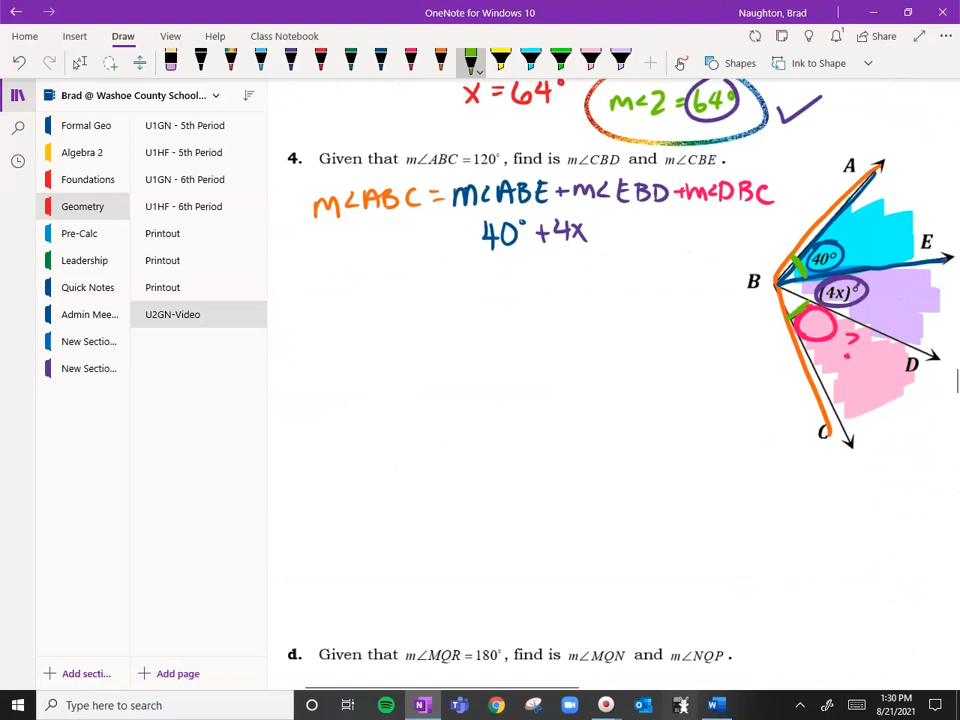 OneNote for Windows 10
Naughton, Brad
Home Insert Draw View Help Class Notebook Share
Shapes Ink to Shape
Brad @ Washoe County School...
Formal Geo
Algebra 2
Foundations
Geometry
Pre-Calc
Leadership
Quick Notes
Admin Mee...
New Sectio...
New Sectio...
U1GN - 5th Period
U1HF - 5th Period
U1GN - 6th Period
U1HF - 6th Period
Printout
Printout
Printout
U2GN-Video
x = 64°
m∠2 = 64°
4. Given that m∠ABC = 120°, find is m∠CBD and m∠CBE.
m∠ABC = m∠ABE + m∠EBD + m∠DBC
40° + 4x
A
E
B
40°
(4x)°
?
D
C
d. Given that m∠MQR = 180°, find is m∠MQN and m∠NQP.
Add secti...
Add page
Type here to search
1:30 PM
8/21/2021